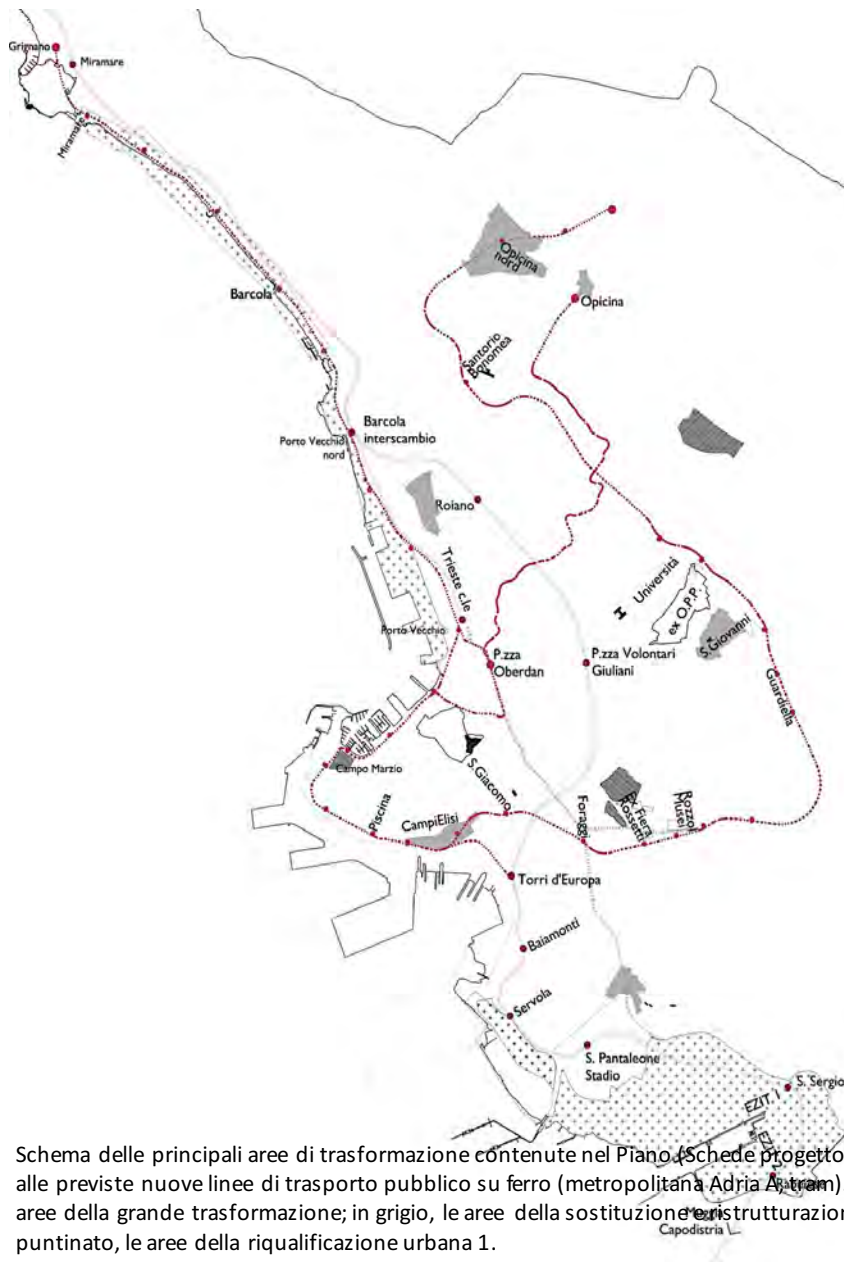 Grignano
Miramare
Miramare
Opicina
nord
Opicina
Barcola
Santorio
Bonomea
Barcola
interscambio
Porto Vecchio
nord
Roiano
Trieste c.le
Università
ex O.P.P.
S.Giovanni
Porto Vecchio
P.zza
Oberdan
P.zza Volontari
Giuliani
Guardiella
Campo Marzio
S.Giacomo
Piscina
CampiElisi
Foraggi
Ex Fiera
Rossetti
Rozzol
Musei
Torri d'Europa
Baiamonti
Servola
S. Pantaleone
Stadio
S. Sergio
EZIT 1
Schema delle principali aree di trasformazione contenute nel Piano (Schede progetto
alle previste nuove linee di trasporto pubblico su ferro (metropolitana Adria A, tram)
aree della grande trasformazione; in grigio, le aree della sostituzione e ristrutturazion
Capodistria
puntinato, le aree della riqualificazione urbana 1.